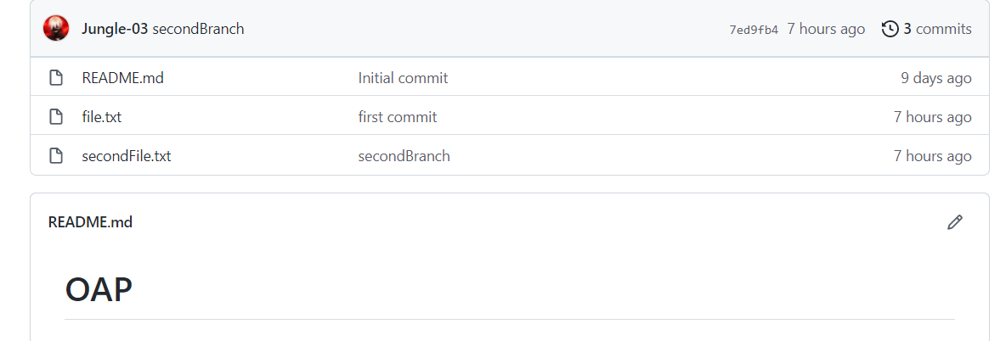 Jungle-03 secondBranch 7ed9fb4 7 hours ago 3 commits
README.md Initial commit 9 days ago
file.txt first commit 7 hours ago
secondFile.txt secondBranch 7 hours ago
README.md
OAP